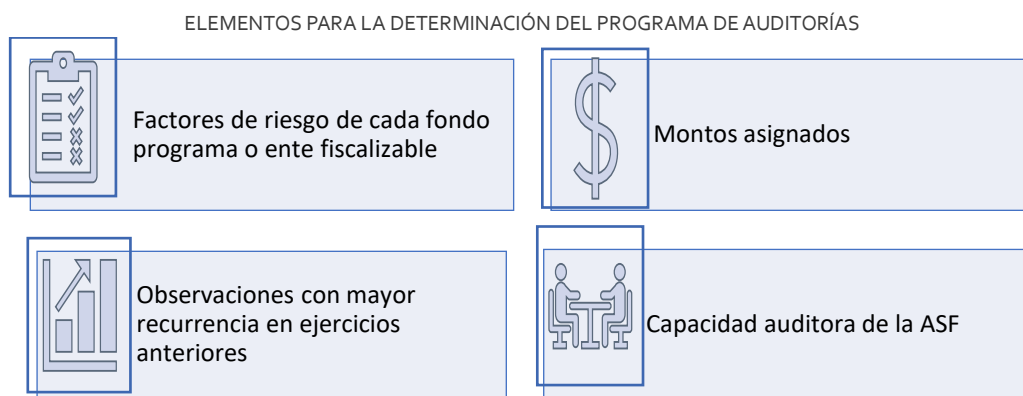 ELEMENTOS PARA LA DETERMINACIÓN DEL PROGRAMA DE AUDITORÍAS
Factores de riesgo de cada fondo
programa o ente fiscalizable
Montos asignados
Observaciones con mayor
recurrencia en ejercicios
anteriores
Capacidad auditora de la ASF